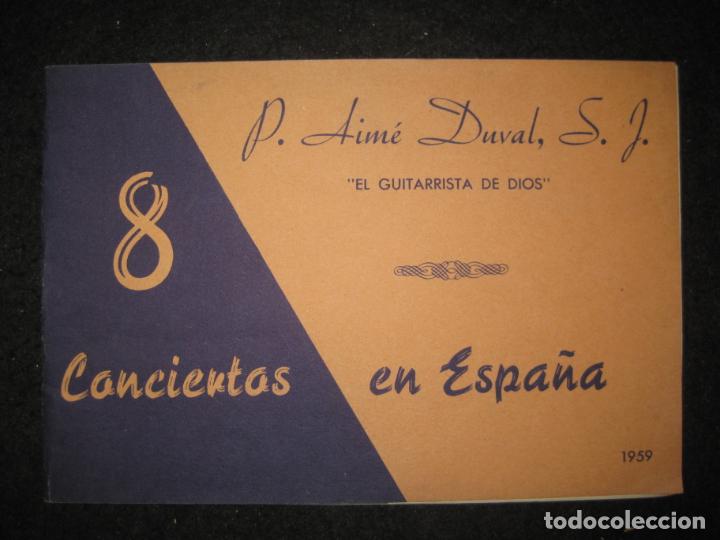 P. Aimé Duval, S. J.
"EL GUITARRISTA DE DIOS"
8
Conciertos en España
1959
todocoleccion